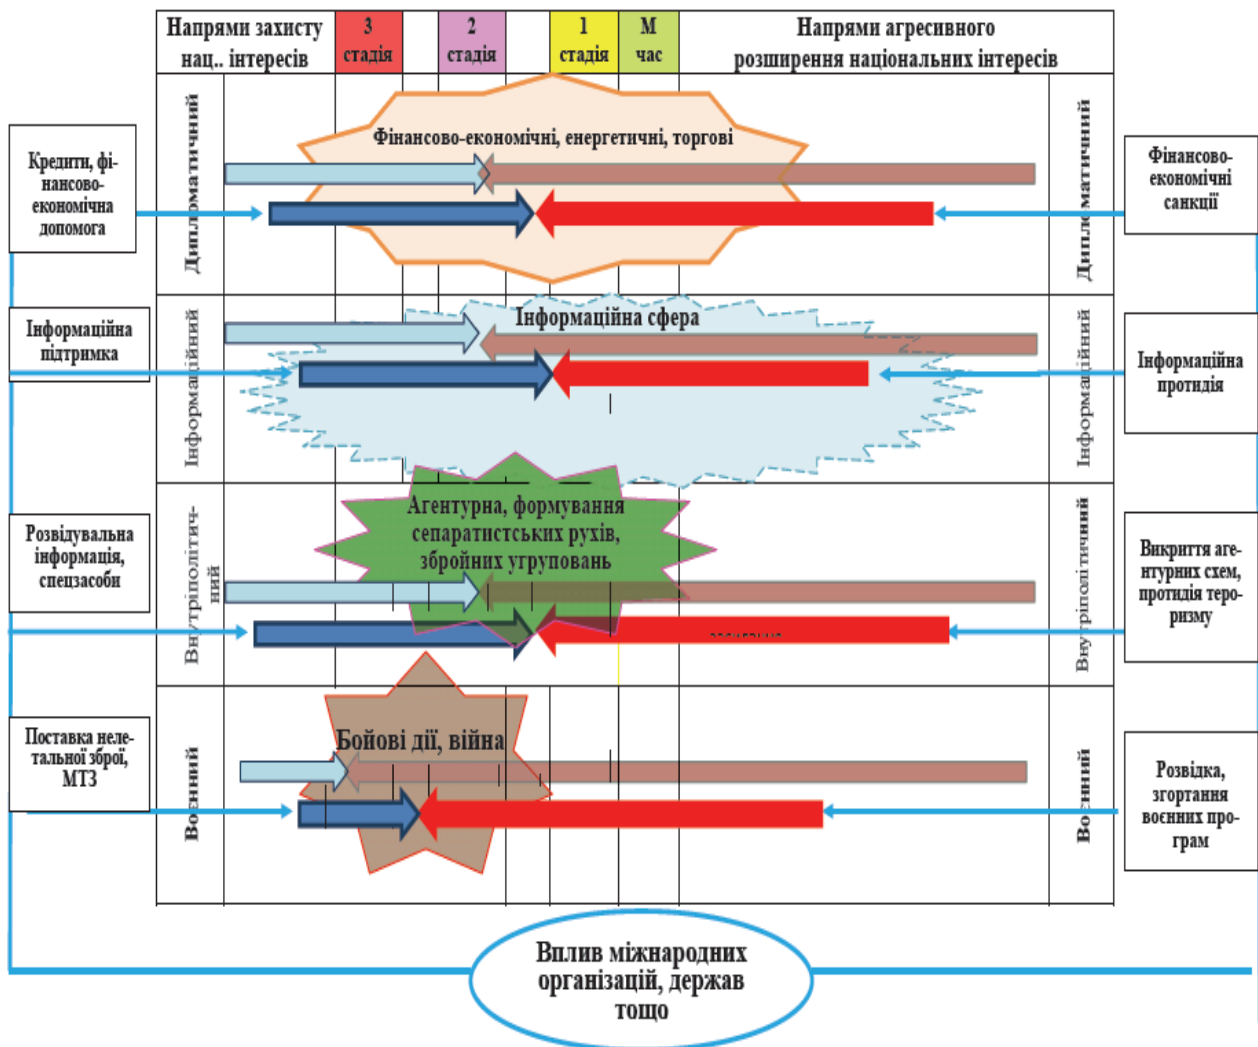 Напрями захисту
нац.. інтересів
3
стадія
2
стадія
1
стадія
М
час
Напрями агресивного
розширення національних інтересів
Кредити, фі-
нансово-
економічна
допомога
Дипломатичний
Фінансово-економічні, енергетичні, торгові
Дипломатичний
Фінансово-
економічні
санкції
Інформаційна
підтримка
Інформаційний
Інформаційна сфера
Інформаційний
Інформаційна
протидія
Розвідувальна
інформація,
спецзасоби
Внутріполітич-
ний
Агентурна, формування
сепаратистських рухів,
збройних угруповань
Внутріполітичний
Викриття аге-
нтурних схем,
протидія теро-
ризму
Поставка неле-
тальної зброї,
МТЗ
Воєнний
Бойові дії, війна
Воєнний
Розвідка,
згортання
воєнних про-
грам
Вплив міжнародних
організацій, держав
тощо